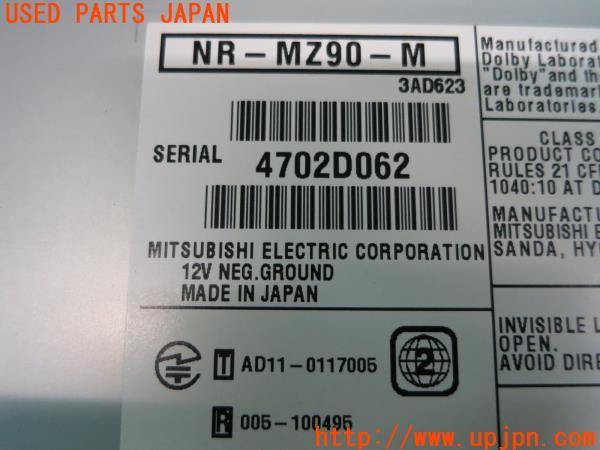 USED PARTS JAPAN
NR-MZ90-M
3AD623
SERIAL 4702D062
MITSUBISHI ELECTRIC CORPORATION
12V NEG.GROUND
MADE IN JAPAN
T AD11-0117005
2
R 005-100495
Manufactured
Dolby
"Dolby" and the
are
Laboratories.
CLASS
PRODUCT
RULES 21
1040:10 AT
MITSUBISHI
SANDA,
INVISIBLE
OPEN.
AVOID
http://www.upjpn.com